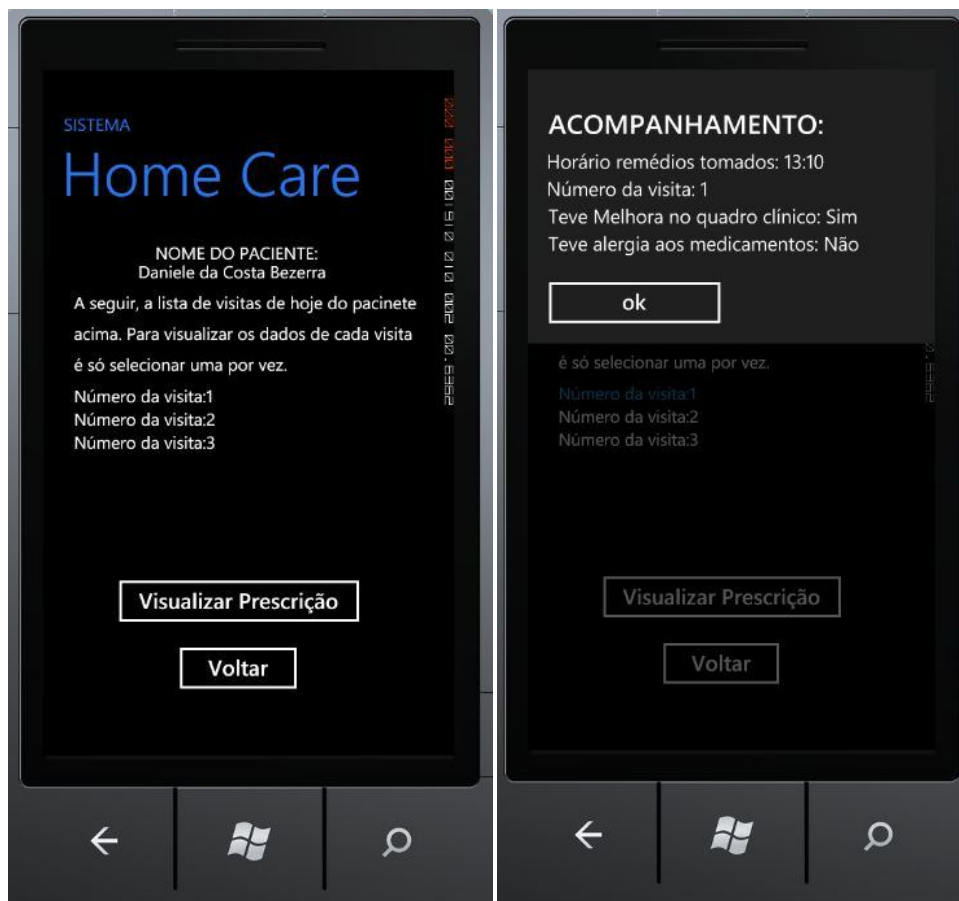 SISTEMA
Home Care
NOME DO PACIENTE:
Daniele da Costa Bezerra
A seguir, a lista de visitas de hoje do pacinete
acima. Para visualizar os dados de cada visita
é só selecionar uma por vez.
Número da visita:1
Número da visita:2
Número da visita:3
Visualizar Prescrição
Voltar
ACOMPANHAMENTO:
Horário remédios tomados: 13:10
Número da visita: 1
Teve Melhora no quadro clínico: Sim
Teve alergia aos medicamentos: Não
ok
é só selecionar uma por vez.
Número da visita:1
Número da visita:2
Número da visita:3
Visualizar Prescrição
Voltar